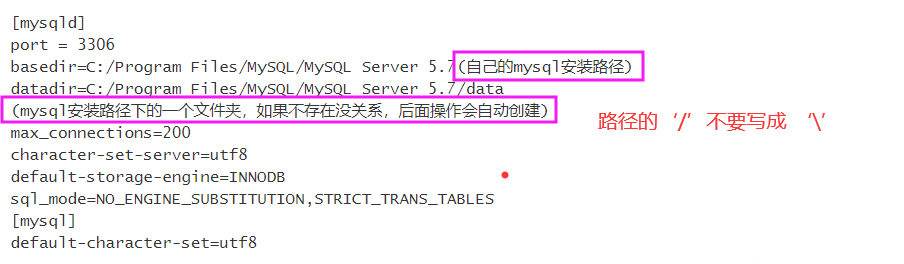 [mysqld]
port = 3306
basedir=C:/Program Files/MySQL/MySQL Server 5.7(自己的mysql安装路径)
datadir=C:/Program Files/MySQL/MySQL Server 5.7/data
(mysql安装路径下的一个文件夹，如果不存在没关系，后面操作会自动创建)
路径的‘/’不要写成 ‘\’
max_connections=200
character-set-server=utf8
default-storage-engine=INNODB
sql_mode=NO_ENGINE_SUBSTITUTION,STRICT_TRANS_TABLES
[mysql]
default-character-set=utf8